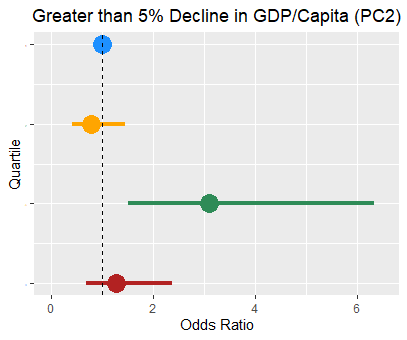 Greater than 5% Decline in GDP/Capita (PC2)
Quartile
0 2 4 6
Odds Ratio